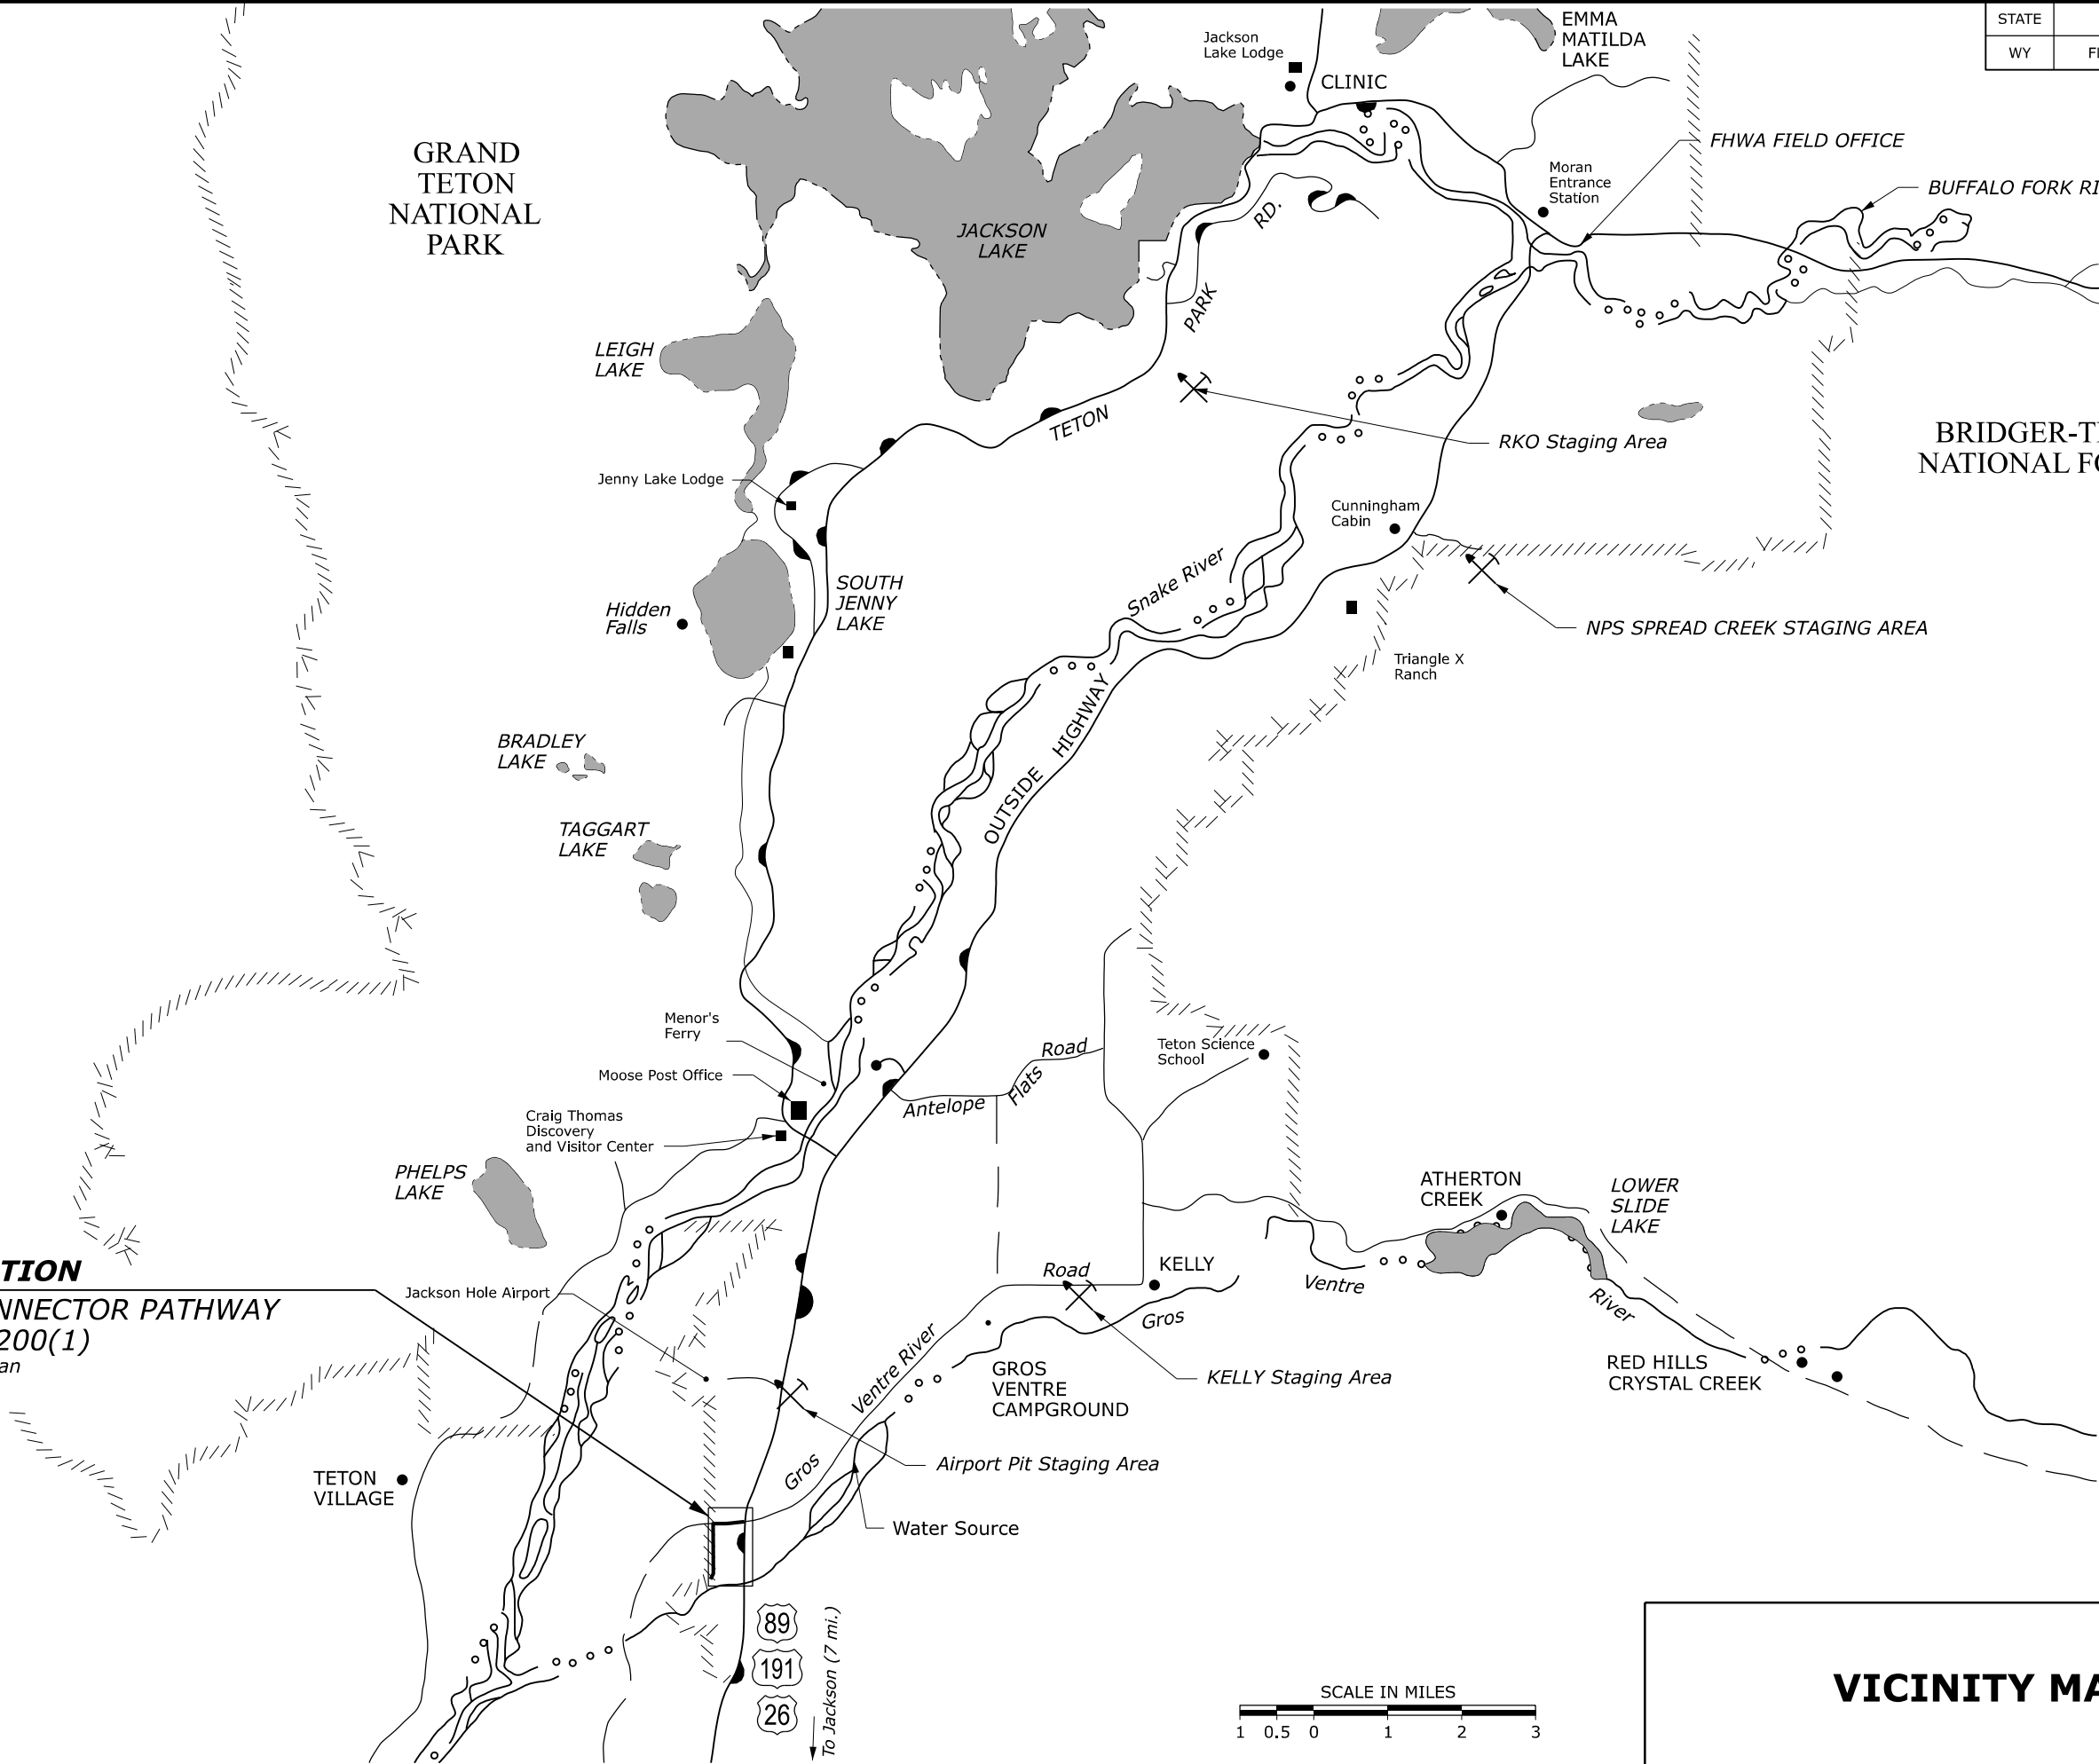 STATE
WY
EMMA
MATILDA
LAKE
Jackson
Lake Lodge
CLINIC
GRAND
TETON
NATIONAL
PARK
FHWA FIELD OFFICE
Moran
Entrance
Station
BUFFALO FORK RI
JACKSON
LAKE
RD.
PARK
TETON
LEIGH
LAKE
RKO Staging Area
BRIDGER-T
NATIONAL FO
Jenny Lake Lodge
Cunningham
Cabin
SOUTH
JENNY
LAKE
Snake River
Hidden
Falls
NPS SPREAD CREEK STAGING AREA
Triangle X
Ranch
HIGHWAY
OUTSIDE
BRADLEY
LAKE
TAGGART
LAKE
Menor's
Ferry
Road
Flats
Antelope
Teton Science
School
Moose Post Office
Craig Thomas
Discovery
and Visitor Center
PHELPS
LAKE
ATHERTON
CREEK
LOWER
SLIDE
LAKE
TION
NNECTOR PATHWAY
200(1)
an
Jackson Hole Airport
Road
KELLY
Ventre
River
Gros
Ventre River
Gros
GROS
VENTRE
CAMPGROUND
KELLY Staging Area
RED HILLS
CRYSTAL CREEK
Airport Pit Staging Area
TETON
VILLAGE
Water Source
89
191
26
To Jackson (7 mi.)
SCALE IN MILES
1 0.5 0 1 2 3
VICINITY MA